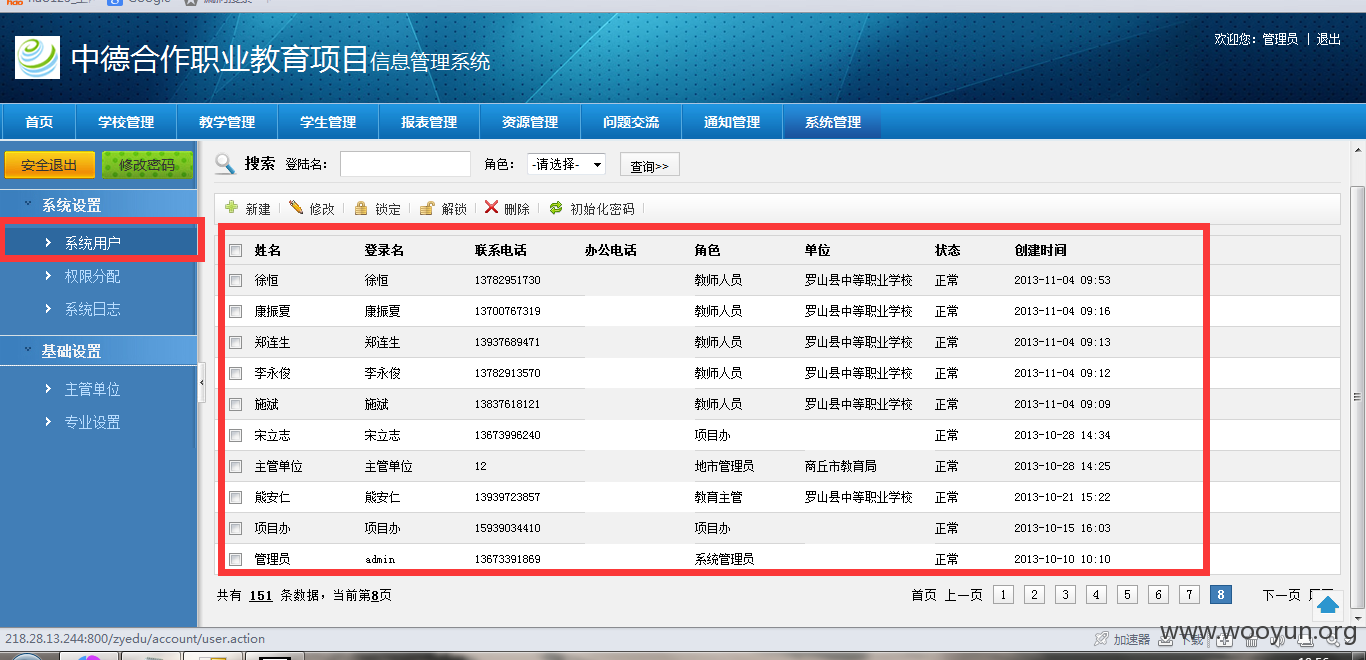 中德合作职业教育项目信息管理系统
欢迎您：管理员 | 退出
首页 学校管理 教学管理 学生管理 报表管理 资源管理 问题交流 通知管理 系统管理
安全退出 修改密码
搜索 登陆名： 角色： -请选择- 查询>>
系统设置
新建 修改 锁定 解锁 删除 初始化密码
系统用户
权限分配
系统日志
基础设置
主管单位
专业设置
姓名 登录名 联系电话 办公电话 角色 单位 状态 创建时间
徐恒 徐恒 13782951730 教师人员 罗山县中等职业学校 正常 2013-11-04 09:53
康振夏 康振夏 13700767319 教师人员 罗山县中等职业学校 正常 2013-11-04 09:16
郑连生 郑连生 13937689471 教师人员 罗山县中等职业学校 正常 2013-11-04 09:13
李永俊 李永俊 13782913570 教师人员 罗山县中等职业学校 正常 2013-11-04 09:12
施斌 施斌 13837618121 教师人员 罗山县中等职业学校 正常 2013-11-04 09:09
宋立志 宋立志 13673996240 项目办 正常 2013-10-28 14:34
主管单位 主管单位 12 地市管理员 商丘市教育局 正常 2013-10-28 14:25
熊安仁 熊安仁 13939723857 教育主管 罗山县中等职业学校 正常 2013-10-21 15:22
项目办 项目办 15939034410 项目办 正常 2013-10-15 16:03
管理员 admin 13673391869 系统管理员 正常 2013-10-10 10:10
共有 151 条数据，当前第8页 首页 上一页 1 2 3 4 5 6 7 8 下一页
218.28.13.244:800/zyedu/account/user.action 加速器 下载
www.wooyun.org